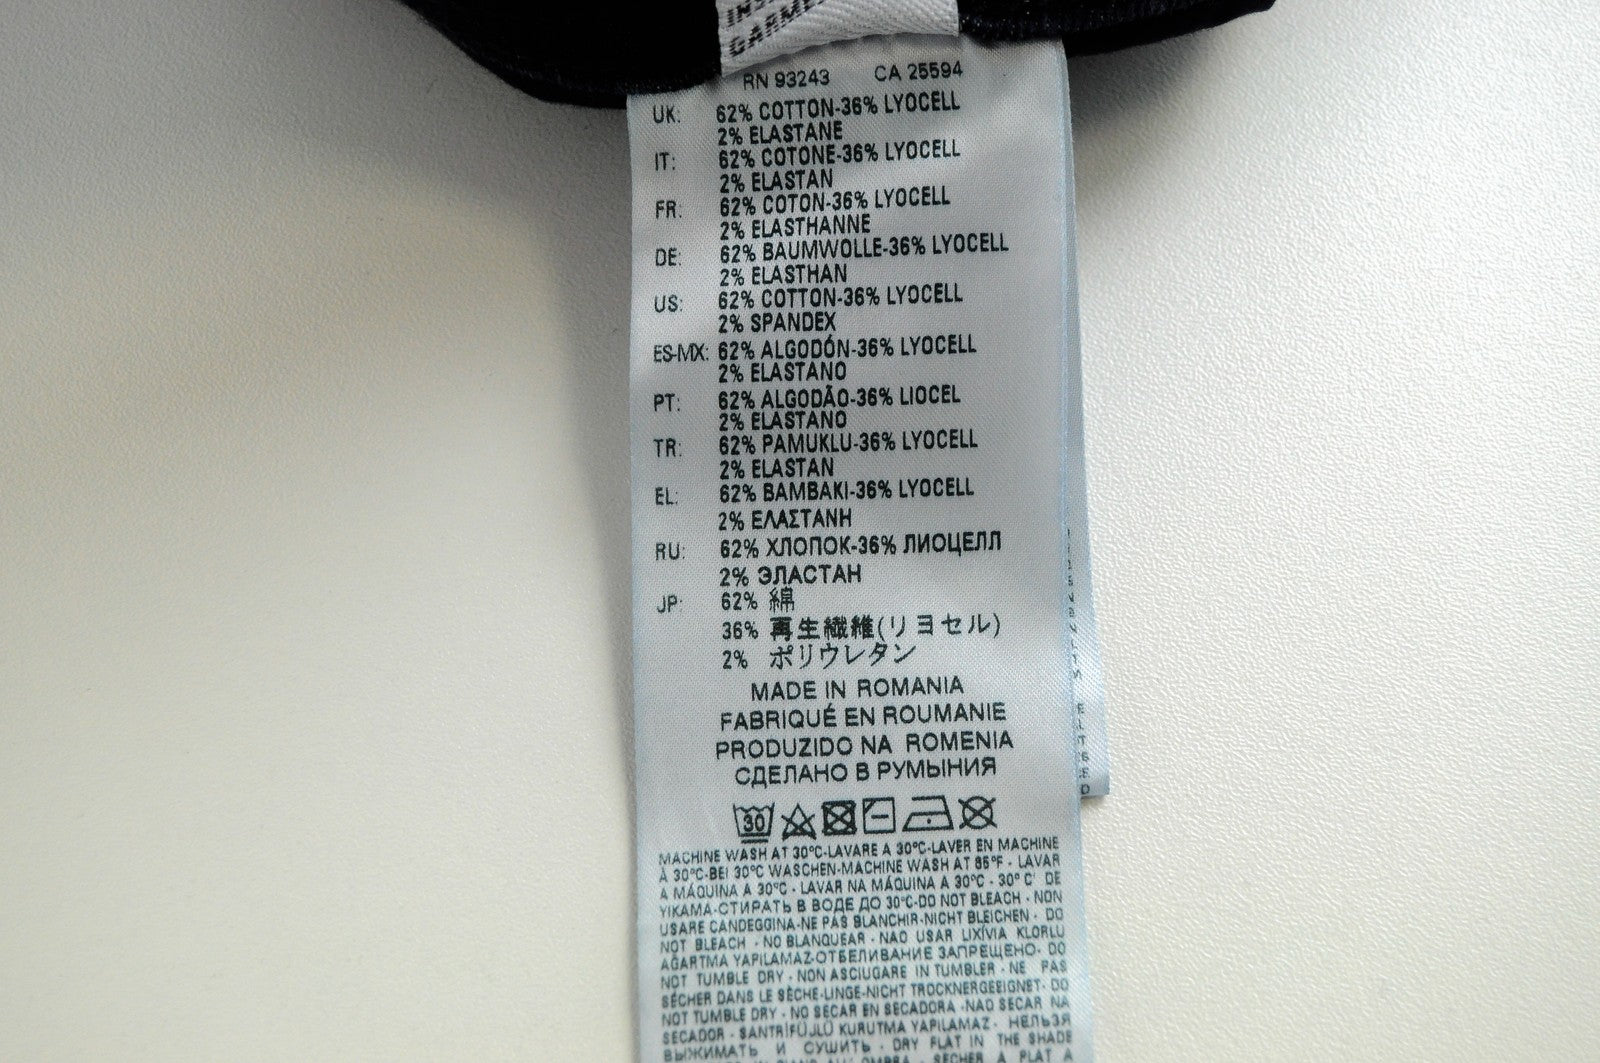 GARME
RN 93243 CA 25594
UK: 62% COTTON-36% LYOCELL
2% ELASTANE
IT: 62% COTONE-36% LYOCELL
2% ELASTAN
FR: 62% COTON-36% LYOCELL
2% ELASTHANNE
DE: 62% BAUMWOLLE-36% LYOCELL
2% ELASTHAN
US: 62% COTTON-36% LYOCELL
2% SPANDEX
ES-MX: 62% ALGODÓN-36% LYOCELL
2% ELASTANO
PT: 62% ALGODÃO-36% LIOCEL
2% ELASTANO
TR: 62% PAMUKLU-36% LYOCELL
2% ELASTAN
EL: 62% BAMBAKI-36% LYOCELL
2% ΕΛΑΣΤΑΝΗ
RU: 62% ХЛОПОК-36% ЛИОЦЕЛЛ
2% ЭЛАСТАН
JP: 62% 綿
36% 再生繊維(リヨセル)
2% ポリウレタン
MADE IN ROMANIA
FABRIQUÉ EN ROUMANIE
PRODUZIDO NA ROMENIA
СДЕЛАНО В РУМЫНИЯ
30
MACHINE WASH AT 30°C-LAVARE A 30°C-LAVER EN MACHINE
À 30°C-BEI 30°C WASCHEN-MACHINE WASH AT 85°F - LAVAR
A MÁQUINA A 30°C - LAVAR NA MÁQUINA A 30°C - 30° C' DE
YIKAMA-СТИРАТЬ В ВОДЕ ДО 30°C-DO NOT BLEACH - NON
USARE CANDEGGINA-NE PAS BLANCHIR-NICHT BLEICHEN - DO
NOT BLEACH - NO BLANQUEAR - NAO USAR LIXÍVIA KLORLU
AĞARTMA YAPILAMAZ-ОТБЕЛИВАНИЕ ЗАПРЕЩЕНО- DO
NOT TUMBLE DRY - NON ASCIUGARE IN TUMBLER - NE PAS
SÉCHER DANS LE SÈCHE-LINGE-NICHT TROCKNERGEEIGNET- DO
NOT TUMBLE DRY - NO SECAR EN SECADORA -NAO SECAR NA
SECADOR - SANTRİFÜJLÜ KURUTMA YAPILAMAZ - НЕЛЬЗЯ
ВЫЖИМАТЬ И СУШИТЬ - DRY FLAT IN THE SHADE
SÉCHER A PLAT A